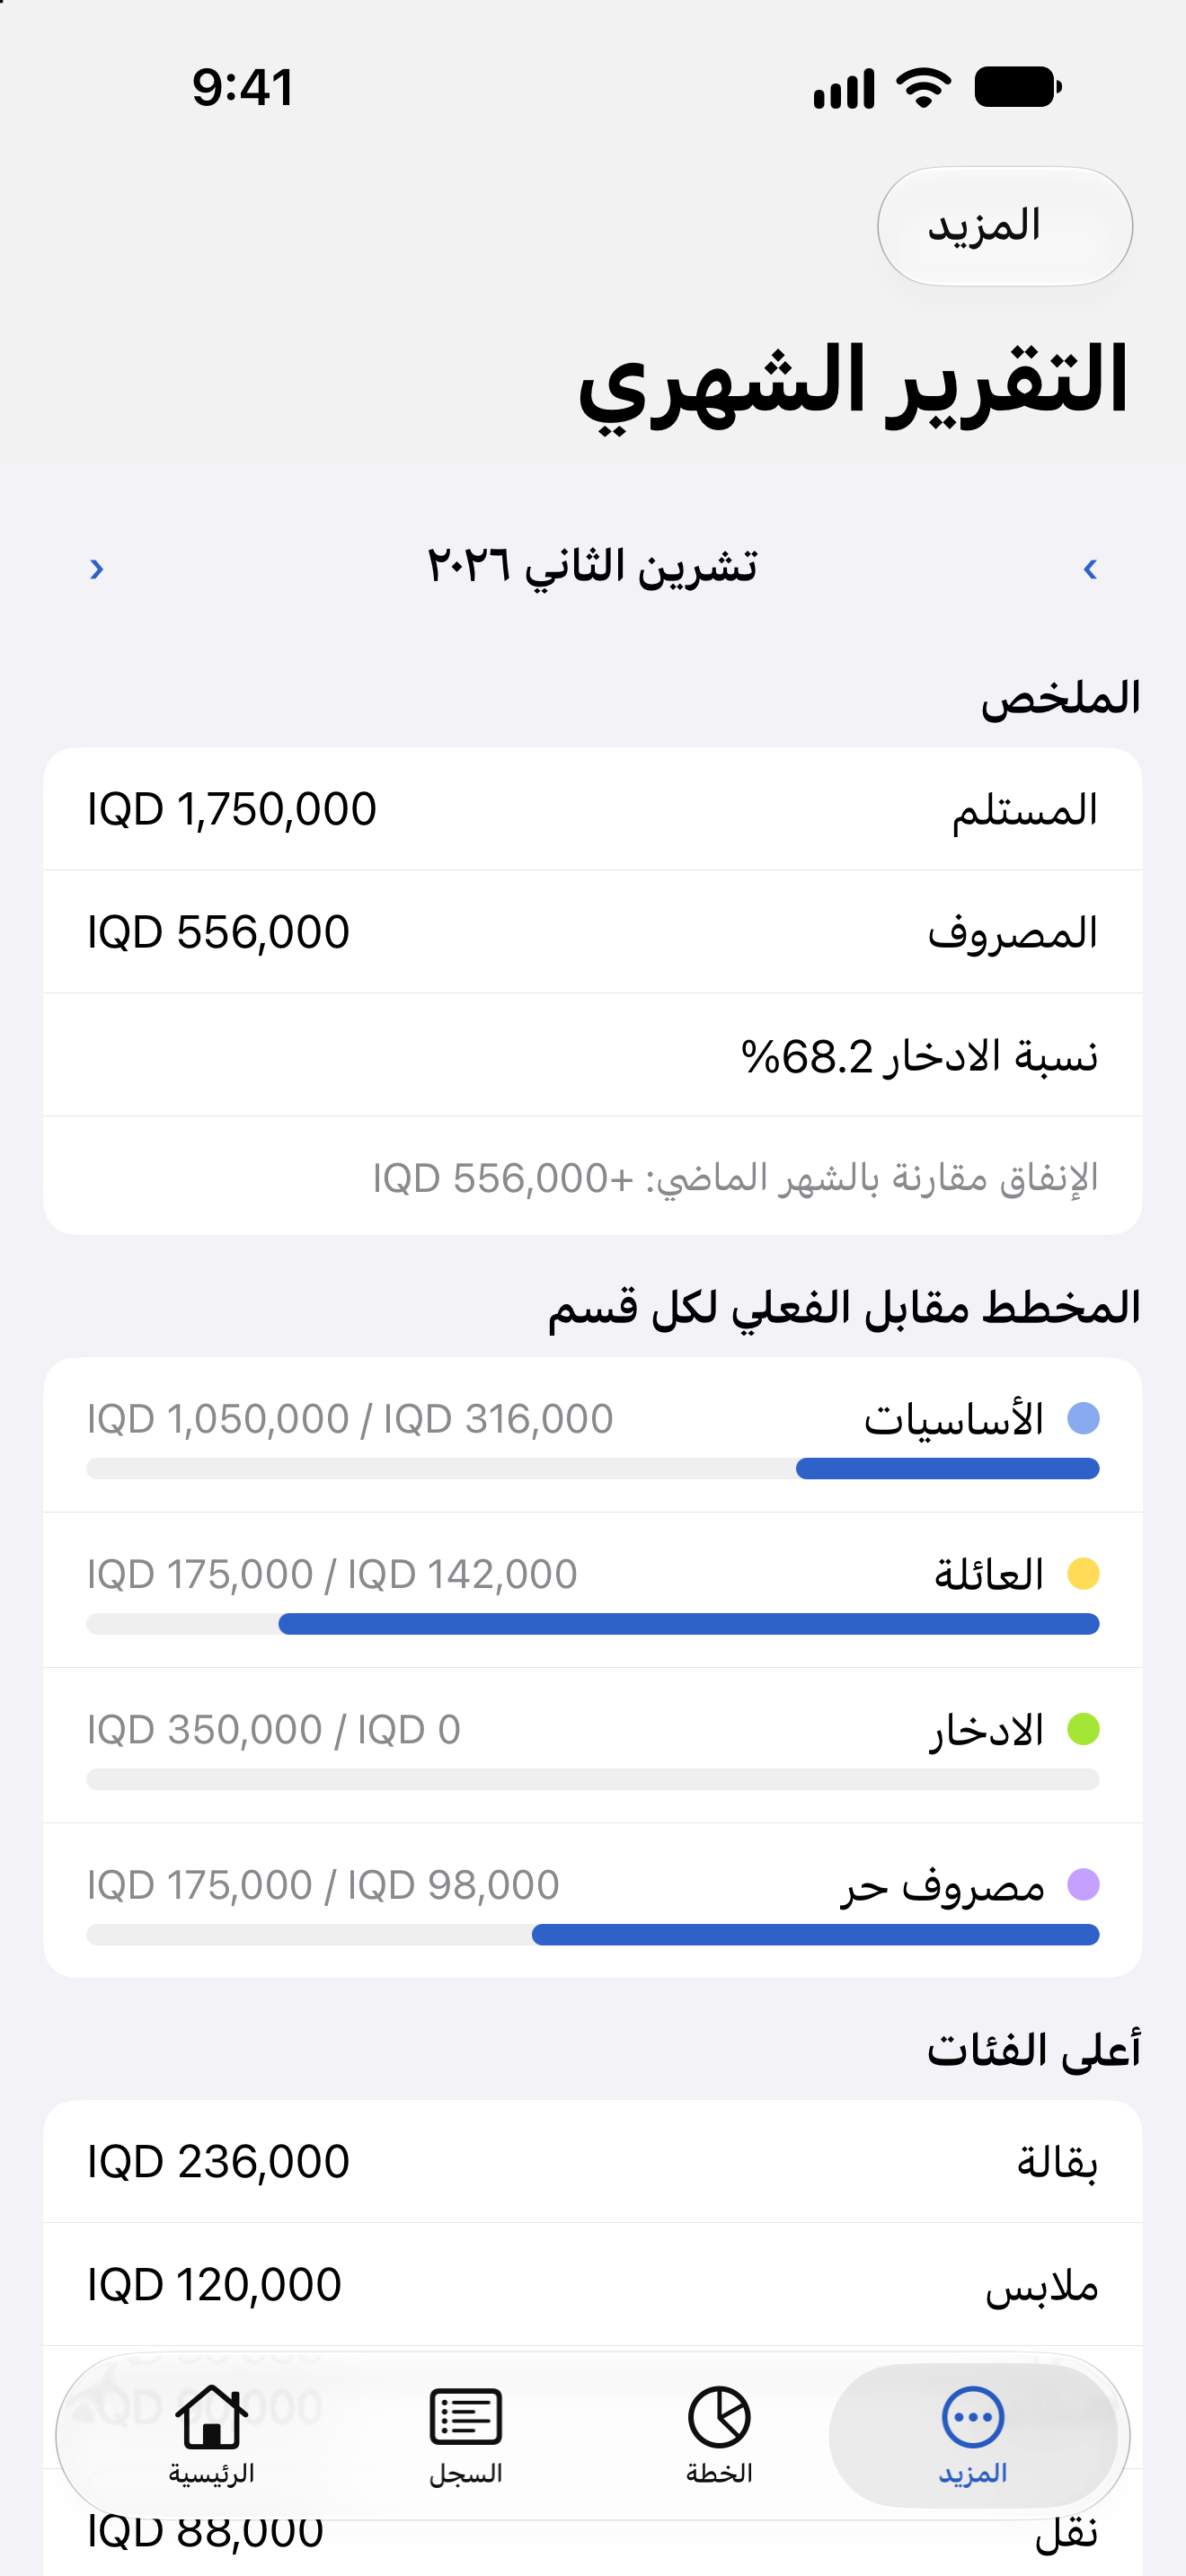 9:41
المزيد
التقرير الشهري
تشرين الثاني ٢٠٢٦
الملخص
المستلم IQD 1,750,000
المصروف IQD 556,000
نسبة الادخار 68.2%
الإنفاق مقارنة بالشهر الماضي: +IQD 556,000
المخطط مقابل الفعلي لكل قسم
الأساسيات IQD 1,050,000 / IQD 316,000
العائلة IQD 175,000 / IQD 142,000
الادخار IQD 350,000 / IQD 0
مصروف حر IQD 175,000 / IQD 98,000
أعلى الفئات
بقالة IQD 236,000
ملابس IQD 120,000
المزيد
الخطة
السجل
الرئيسية
نقل IQD 88,000